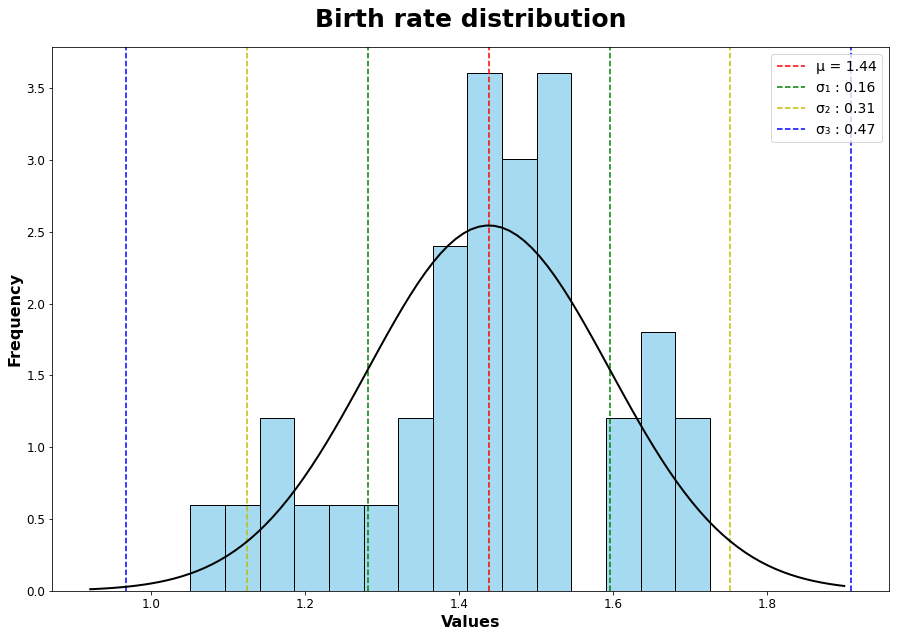 Birth rate distribution
μ = 1.44
σ₁ : 0.16
σ₂ : 0.31
σ₃ : 0.47
Frequency
3.5
3.0
2.5
2.0
1.5
1.0
0.5
0.0
1.0 1.2 1.4 1.6 1.8
Values